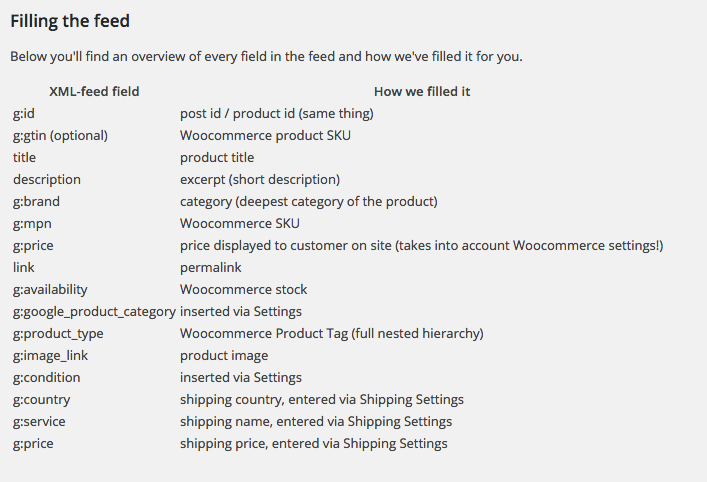 Filling the feed
Below you'll find an overview of every field in the feed and how we've filled it for you.
XML-feed field How we filled it
g:id post id / product id (same thing)
g:gtin (optional) Woocommerce product SKU
title product title
description excerpt (short description)
g:brand category (deepest category of the product)
g:mpn Woocommerce SKU
g:price price displayed to customer on site (takes into account Woocommerce settings!)
link permalink
g:availability Woocommerce stock
g:google_product_category inserted via Settings
g:product_type Woocommerce Product Tag (full nested hierarchy)
g:image_link product image
g:condition inserted via Settings
g:country shipping country, entered via Shipping Settings
g:service shipping name, entered via Shipping Settings
g:price shipping price, entered via Shipping Settings